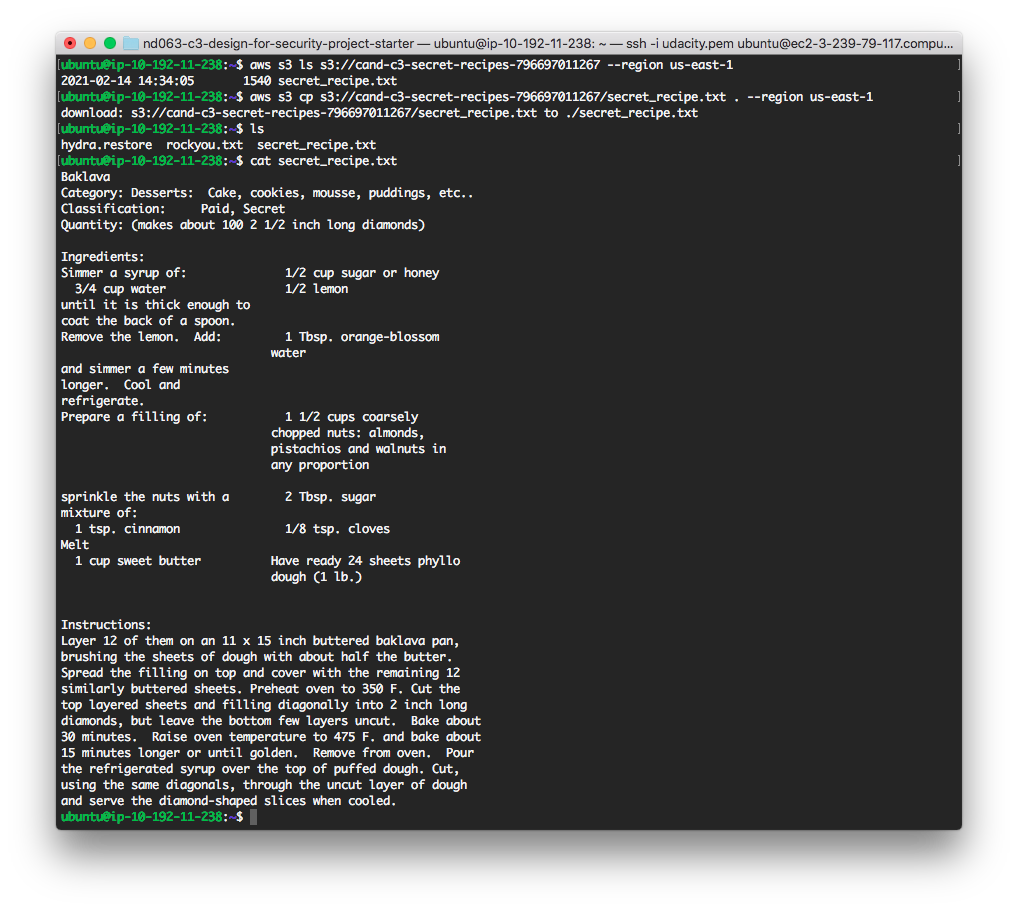 nd063-c3-design-for-security-project-starter — ubuntu@ip-10-192-11-238: ~ — ssh -i udacity.pem ubuntu@ec2-3-239-79-117.compu...
[ubuntu@ip-10-192-11-238:~$ aws s3 ls s3://cand-c3-secret-recipes-796697011267 --region us-east-1 ]
2021-02-14 14:34:05       1540 secret_recipe.txt
[ubuntu@ip-10-192-11-238:~$ aws s3 cp s3://cand-c3-secret-recipes-796697011267/secret_recipe.txt . --region us-east-1 ]
download: s3://cand-c3-secret-recipes-796697011267/secret_recipe.txt to ./secret_recipe.txt
[ubuntu@ip-10-192-11-238:~$ ls ]
hydra.restore  rockyou.txt  secret_recipe.txt
[ubuntu@ip-10-192-11-238:~$ cat secret_recipe.txt ]
Baklava
Category: Desserts:  Cake, cookies, mousse, puddings, etc..
Classification:     Paid, Secret
Quantity: (makes about 100 2 1/2 inch long diamonds)
Ingredients:
Simmer a syrup of:              1/2 cup sugar or honey
  3/4 cup water                 1/2 lemon
until it is thick enough to
coat the back of a spoon.
Remove the lemon.  Add:         1 Tbsp. orange-blossom
                              water
and simmer a few minutes
longer.  Cool and
refrigerate.
Prepare a filling of:           1 1/2 cups coarsely
                              chopped nuts: almonds,
                              pistachios and walnuts in
                              any proportion
sprinkle the nuts with a        2 Tbsp. sugar
mixture of:
  1 tsp. cinnamon               1/8 tsp. cloves
Melt
  1 cup sweet butter          Have ready 24 sheets phyllo
                              dough (1 lb.)
Instructions:
Layer 12 of them on an 11 x 15 inch buttered baklava pan,
brushing the sheets of dough with about half the butter.
Spread the filling on top and cover with the remaining 12
similarly buttered sheets. Preheat oven to 350 F. Cut the
top layered sheets and filling diagonally into 2 inch long
diamonds, but leave the bottom few layers uncut.  Bake about
30 minutes.  Raise oven temperature to 475 F. and bake about
15 minutes longer or until golden.  Remove from oven.  Pour
the refrigerated syrup over the top of puffed dough. Cut,
using the same diagonals, through the uncut layer of dough
and serve the diamond-shaped slices when cooled.
ubuntu@ip-10-192-11-238:~$